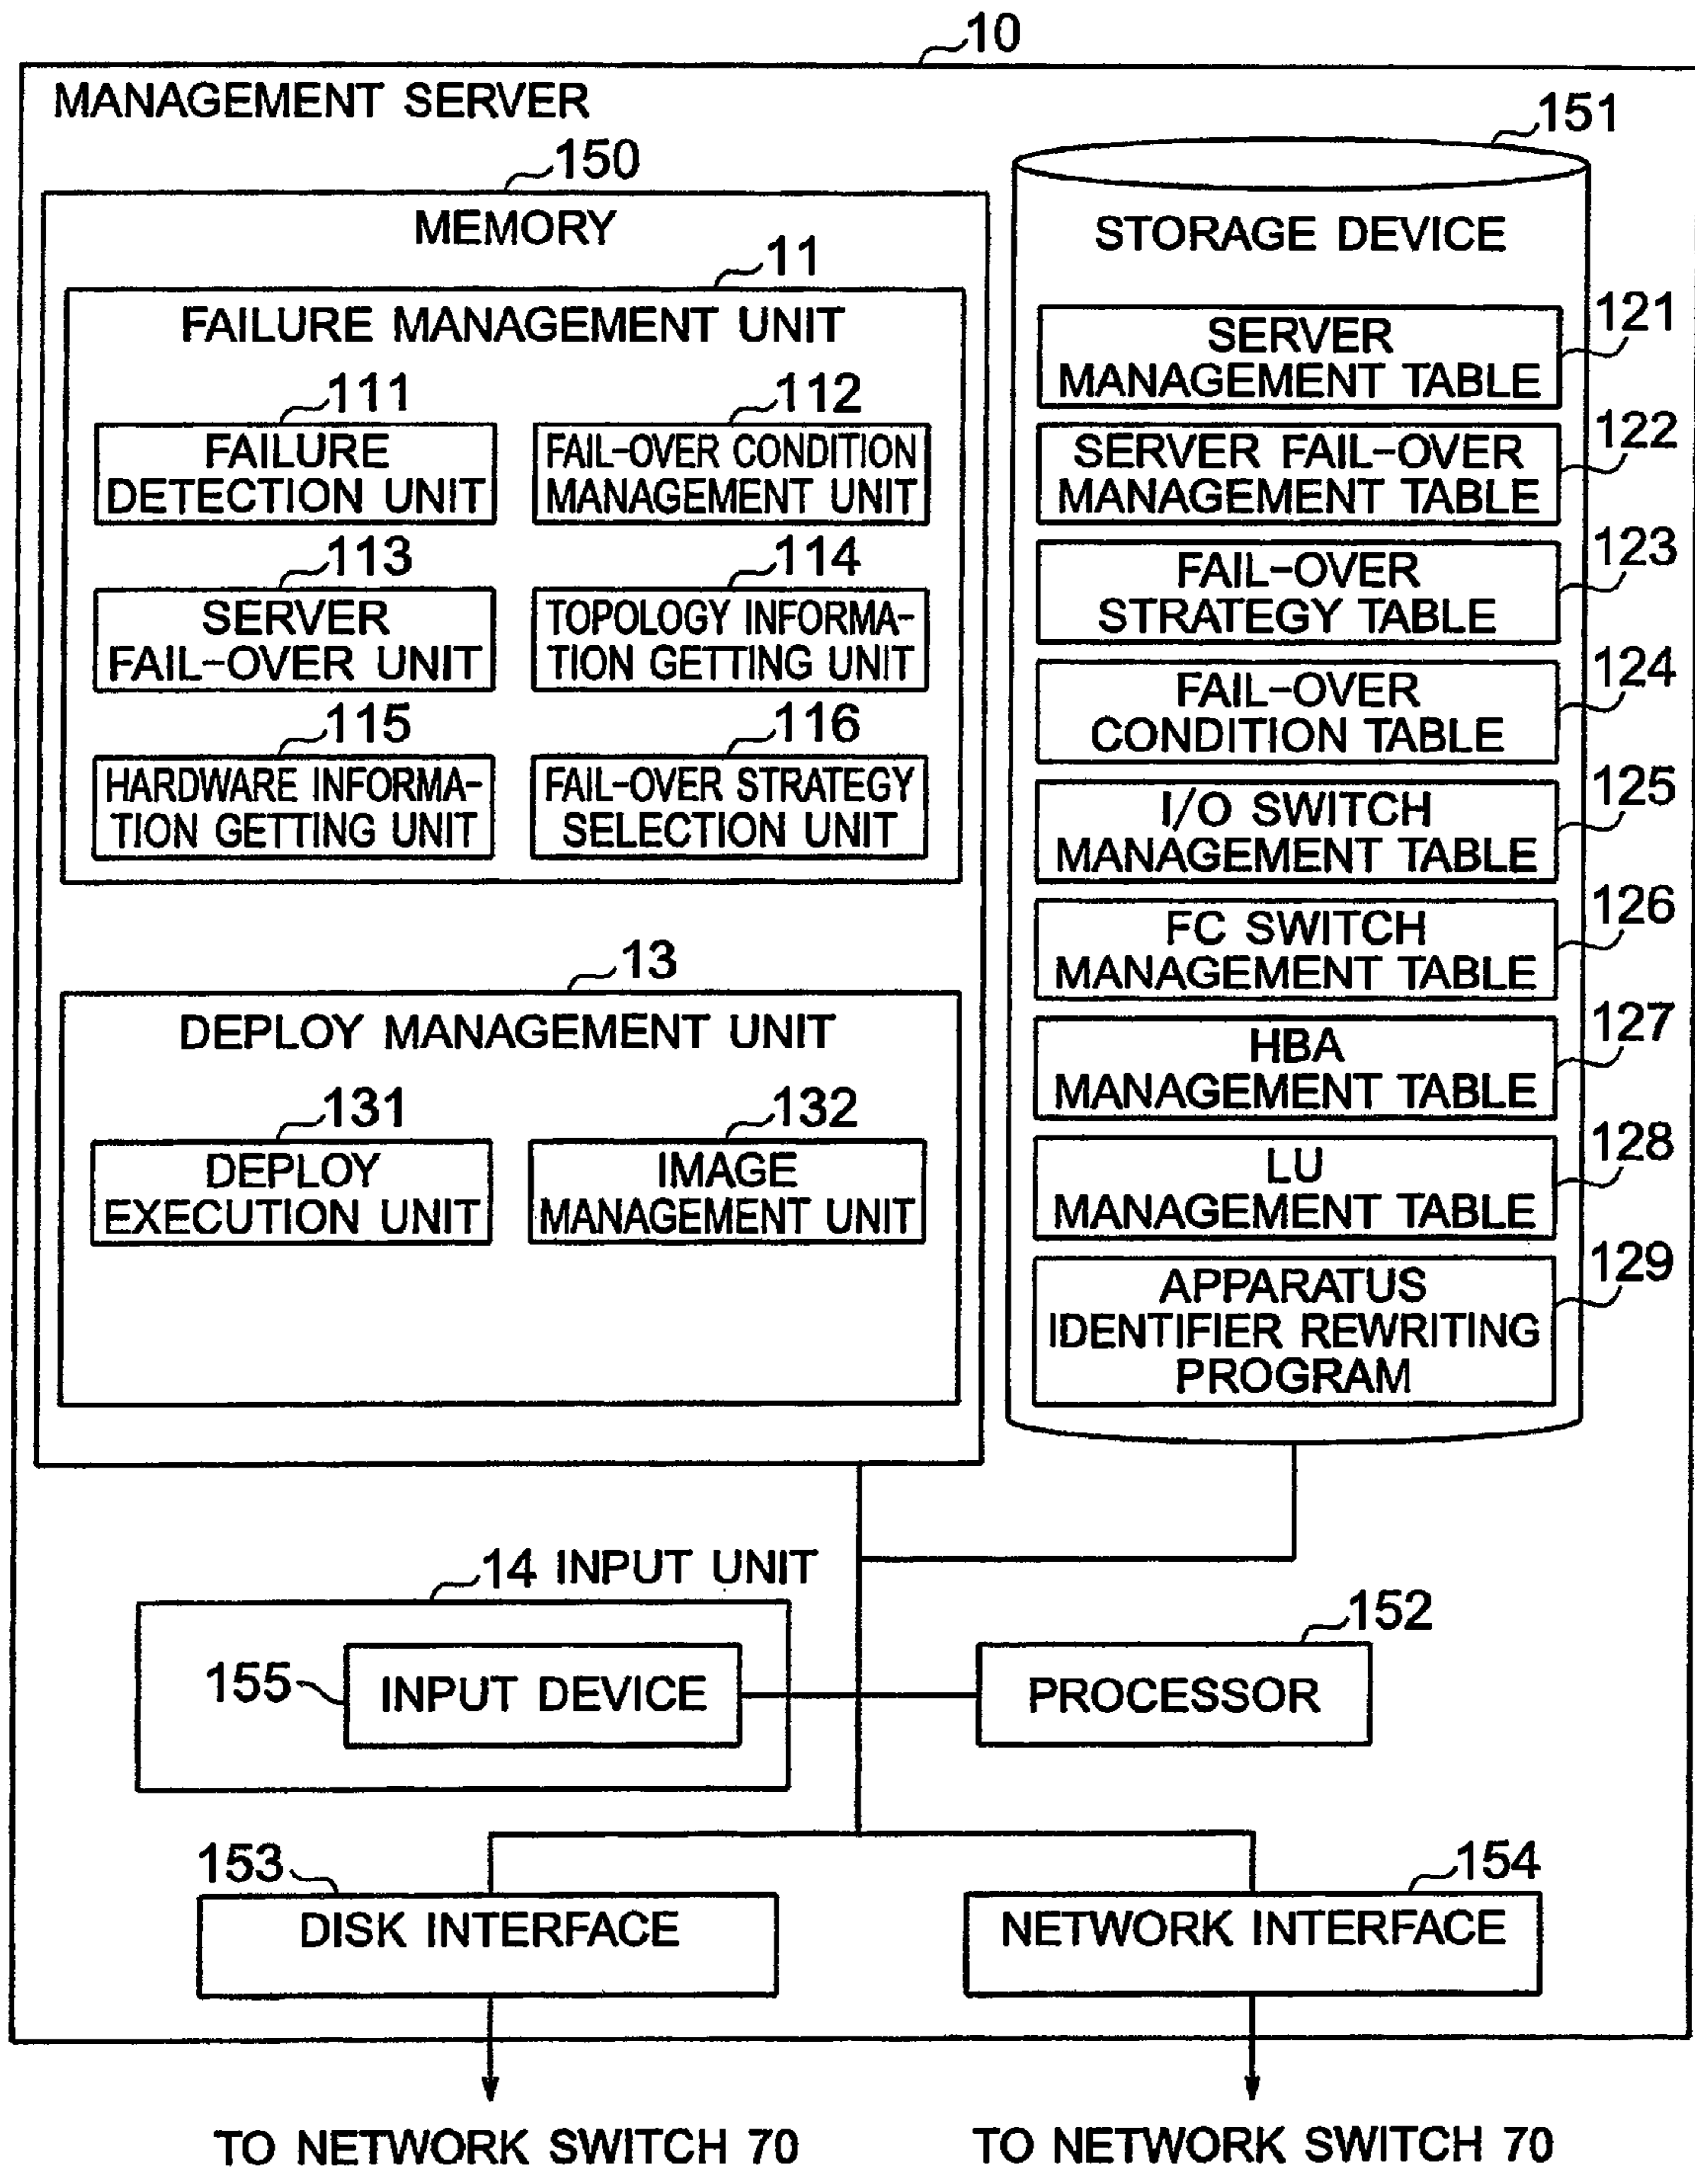 10
MANAGEMENT SERVER
150
MEMORY
11
FAILURE MANAGEMENT UNIT
111
FAILURE
DETECTION UNIT
112
FAIL-OVER CONDITION
MANAGEMENT UNIT
113
SERVER
FAIL-OVER UNIT
114
TOPOLOGY INFORMA-
TION GETTING UNIT
115
HARDWARE INFORMA-
TION GETTING UNIT
116
FAIL-OVER STRATEGY
SELECTION UNIT
13
DEPLOY MANAGEMENT UNIT
131
DEPLOY
EXECUTION UNIT
132
IMAGE
MANAGEMENT UNIT
151
STORAGE DEVICE
121
SERVER
MANAGEMENT TABLE
122
SERVER FAIL-OVER
MANAGEMENT TABLE
123
FAIL-OVER
STRATEGY TABLE
124
FAIL-OVER
CONDITION TABLE
125
I/O SWITCH
MANAGEMENT TABLE
126
FC SWITCH
MANAGEMENT TABLE
127
HBA
MANAGEMENT TABLE
128
LU
MANAGEMENT TABLE
129
APPARATUS
IDENTIFIER REWRITING
PROGRAM
14 INPUT UNIT
155
INPUT DEVICE
152
PROCESSOR
153
DISK INTERFACE
154
NETWORK INTERFACE
TO NETWORK SWITCH 70
TO NETWORK SWITCH 70